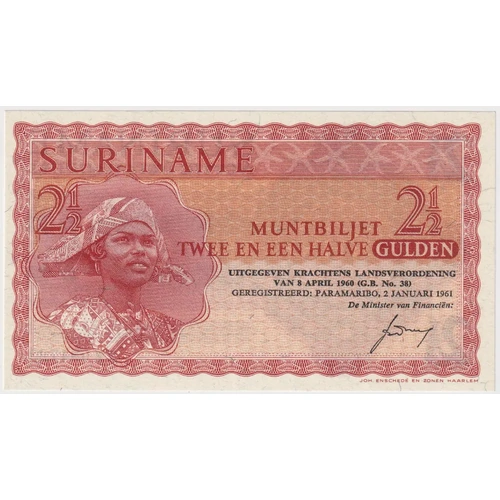 SURINAME
2½ 2½
MUNTBILJET
TWEE EN EEN HALVE GULDEN
UITGEGEVEN KRACHTENS LANDSVERORDENING
VAN 8 APRIL 1960 (G.B. No. 38)
GEREGISTREERD: PARAMARIBO, 2 JANUARI 1961
De Minister van Financiën:
JOH. ENSCHEDÉ EN ZONEN HAARLEM